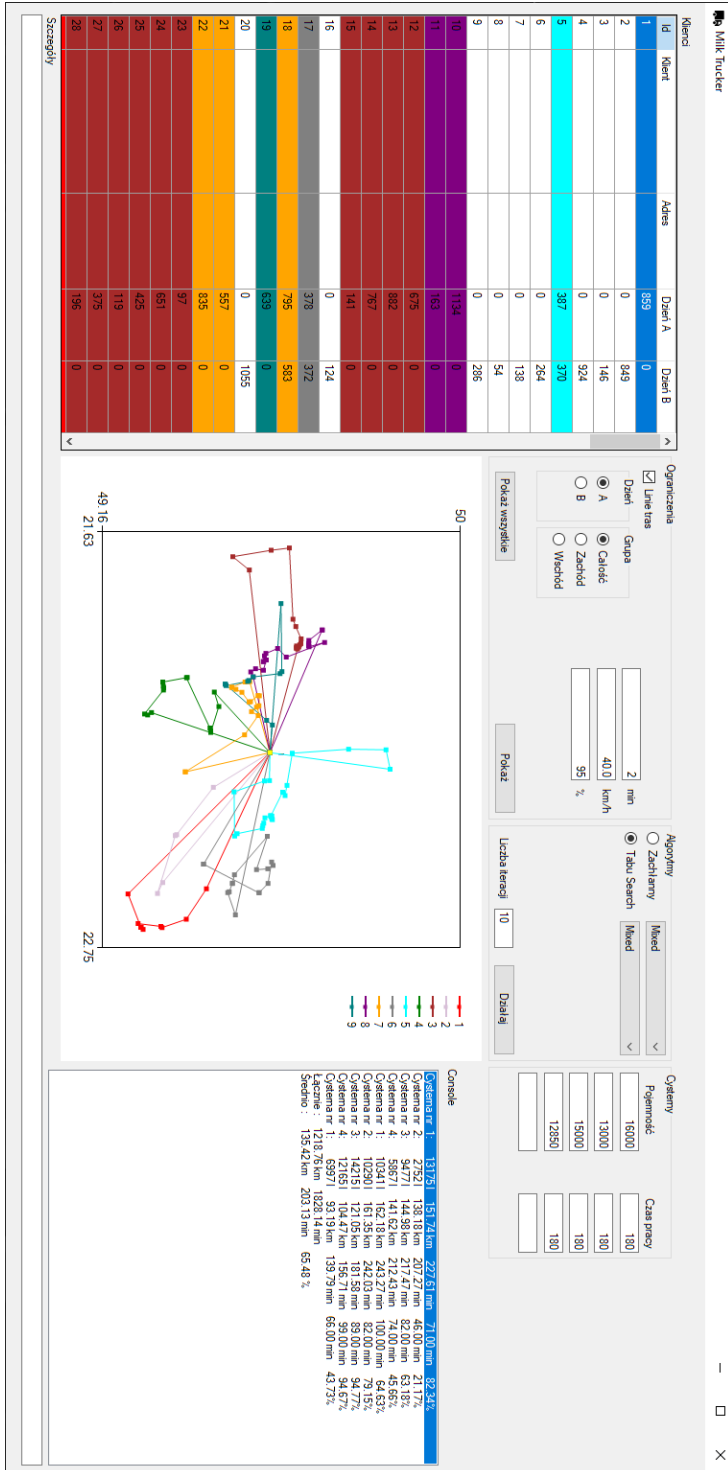 Milk Trucker
Klienci
Id Klient Adres Dzień A Dzień B
1 859 0
2 0 849
3 0 146
4 0 924
5 387 370
6 0 264
7 0 138
8 0 54
9 0 286
10 1134 0
11 163 0
12 675 0
13 882 0
14 767 0
15 141 0
16 0 124
17 378 372
18 795 583
19 639 0
20 0 1055
21 557 0
22 835 0
23 97 0
24 651 0
25 425 0
26 119 0
27 375 0
28 196 0
Szczegóły
Ograniczenia
Linie tras
Dzień
A
B
Grupa
Całość
Zachód
Wschód
2 min
40.0 km/h
95 %
Pokaż wszystkie
Pokaż
Algorytmy
Zachłanny Mixed
Tabu Search Mixed
Liczba iteracji 10 Działaj
Cysterny
Pojemność Czas pracy
16000 180
13000 180
15000 180
12850 180
50
49.16
21.63
22.75
1
2
3
4
5
6
7
8
9
Console
Cysterna nr 1: 13175 l 151.74 km 227.61 min 71.00 min 82.34%
Cysterna nr 2: 2752 l 138.18 km 207.27 min 46.00 min 21.17%
Cysterna nr 3: 9477 l 144.98 km 217.47 min 82.00 min 63.18%
Cysterna nr 4: 5867 l 141.62 km 212.43 min 74.00 min 45.66%
Cysterna nr 1: 10341 l 162.18 km 243.27 min 100.00 min 64.63%
Cysterna nr 2: 10290 l 161.35 km 242.03 min 82.00 min 79.15%
Cysterna nr 3: 14215 l 121.05 km 181.58 min 89.00 min 94.77%
Cysterna nr 4: 12165 l 104.47 km 156.71 min 99.00 min 94.67%
Cysterna nr 1: 6997 l 93.19 km 139.79 min 66.00 min 43.73%
Łącznie : 1218.76 km 1828.14 min
Średnio : 135.42 km 203.13 min 65.48 %